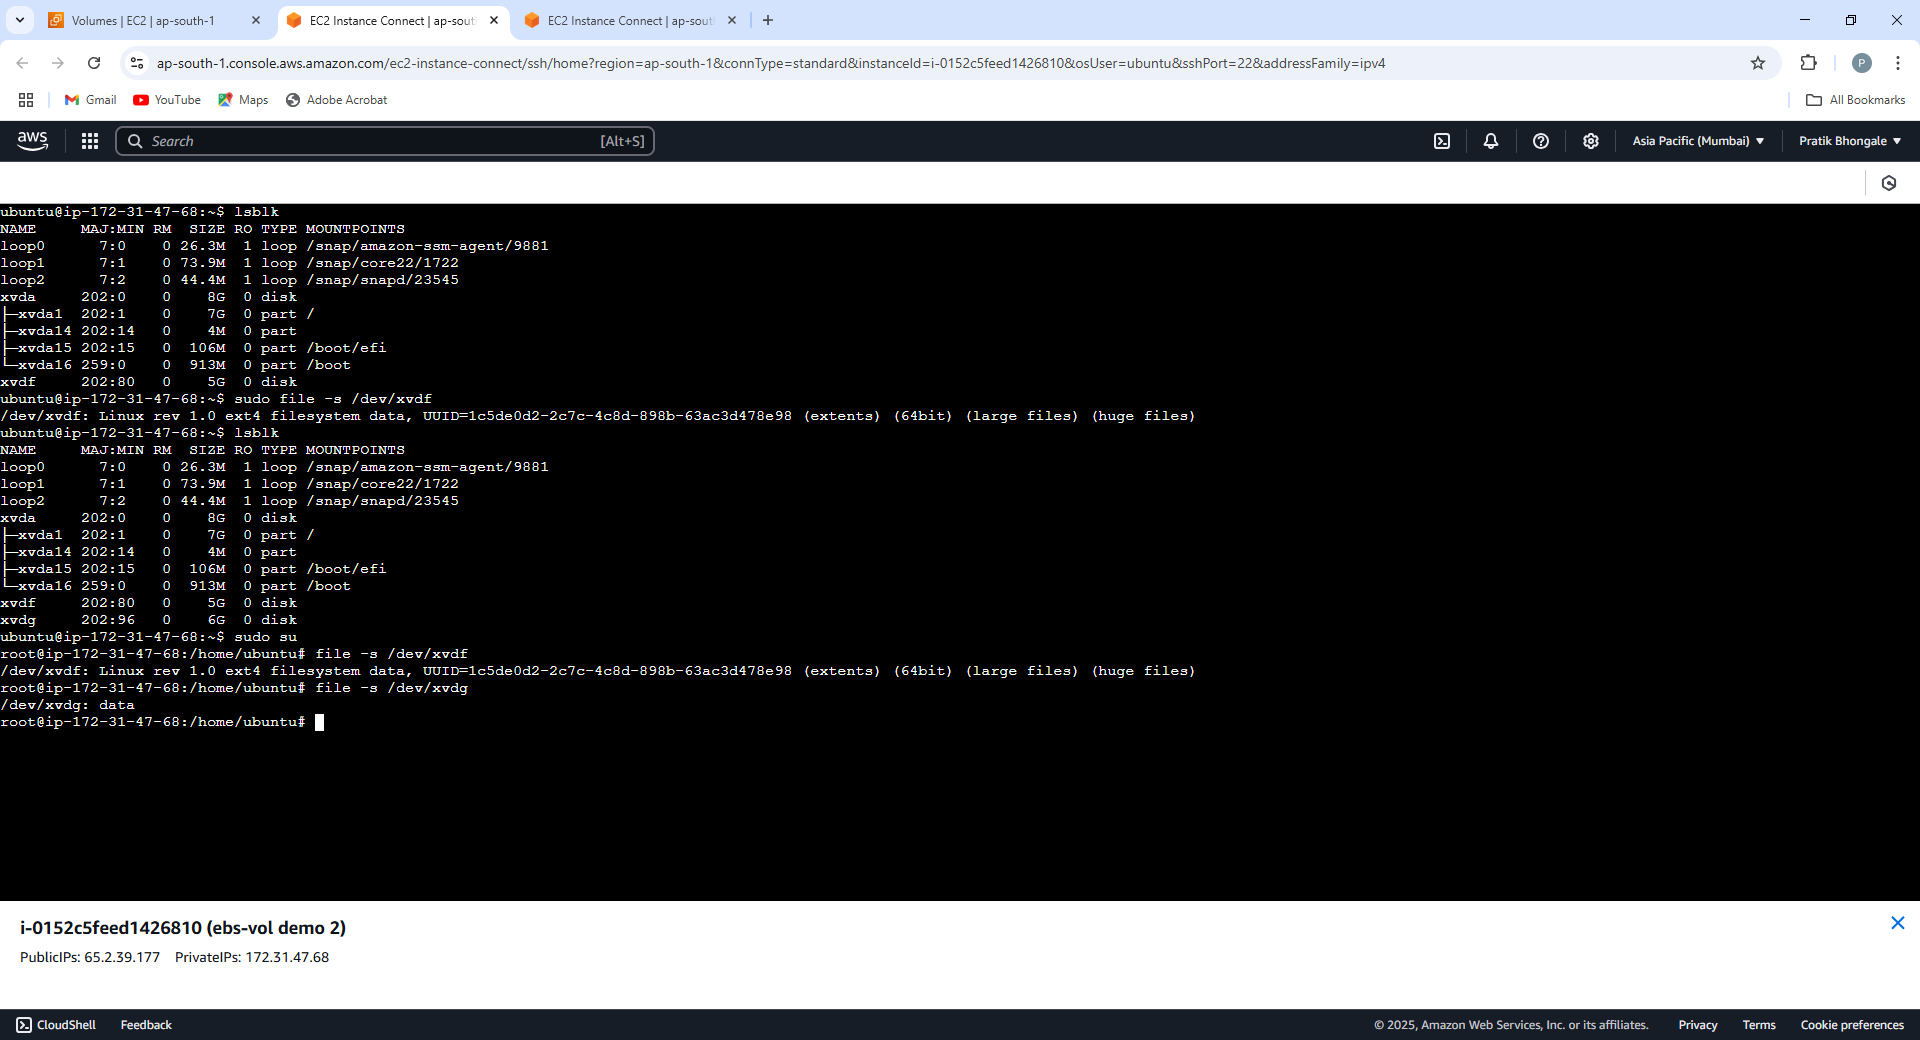 Volumes | EC2 | ap-south-1
EC2 Instance Connect | ap-sout
EC2 Instance Connect | ap-sout
ap-south-1.console.aws.amazon.com/ec2-instance-connect/ssh/home?region=ap-south-1&connType=standard&instanceId=i-0152c5feed1426810&osUser=ubuntu&sshPort=22&addressFamily=ipv4
P
Gmail
YouTube
Maps
Adobe Acrobat
All Bookmarks
aws
Search
[Alt+S]
Asia Pacific (Mumbai)
Pratik Bhongale
ubuntu@ip-172-31-47-68:~$ lsblk
NAME     MAJ:MIN RM  SIZE RO TYPE MOUNTPOINTS
loop0      7:0    0 26.3M  1 loop /snap/amazon-ssm-agent/9881
loop1      7:1    0 73.9M  1 loop /snap/core22/1722
loop2      7:2    0 44.4M  1 loop /snap/snapd/23545
xvda     202:0    0    8G  0 disk
├─xvda1  202:1    0    7G  0 part /
├─xvda14 202:14   0    4M  0 part
├─xvda15 202:15   0  106M  0 part /boot/efi
└─xvda16 259:0    0  913M  0 part /boot
xvdf     202:80   0    5G  0 disk
ubuntu@ip-172-31-47-68:~$ sudo file -s /dev/xvdf
/dev/xvdf: Linux rev 1.0 ext4 filesystem data, UUID=1c5de0d2-2c7c-4c8d-898b-63ac3d478e98 (extents) (64bit) (large files) (huge files)
ubuntu@ip-172-31-47-68:~$ lsblk
NAME     MAJ:MIN RM  SIZE RO TYPE MOUNTPOINTS
loop0      7:0    0 26.3M  1 loop /snap/amazon-ssm-agent/9881
loop1      7:1    0 73.9M  1 loop /snap/core22/1722
loop2      7:2    0 44.4M  1 loop /snap/snapd/23545
xvda     202:0    0    8G  0 disk
├─xvda1  202:1    0    7G  0 part /
├─xvda14 202:14   0    4M  0 part
├─xvda15 202:15   0  106M  0 part /boot/efi
└─xvda16 259:0    0  913M  0 part /boot
xvdf     202:80   0    5G  0 disk
xvdg     202:96   0    6G  0 disk
ubuntu@ip-172-31-47-68:~$ sudo su
root@ip-172-31-47-68:/home/ubuntu# file -s /dev/xvdf
/dev/xvdf: Linux rev 1.0 ext4 filesystem data, UUID=1c5de0d2-2c7c-4c8d-898b-63ac3d478e98 (extents) (64bit) (large files) (huge files)
root@ip-172-31-47-68:/home/ubuntu# file -s /dev/xvdg
/dev/xvdg: data
root@ip-172-31-47-68:/home/ubuntu#
i-0152c5feed1426810 (ebs-vol demo 2)
PublicIPs: 65.2.39.177 PrivateIPs: 172.31.47.68
CloudShell
Feedback
© 2025, Amazon Web Services, Inc. or its affiliates.
Privacy
Terms
Cookie preferences